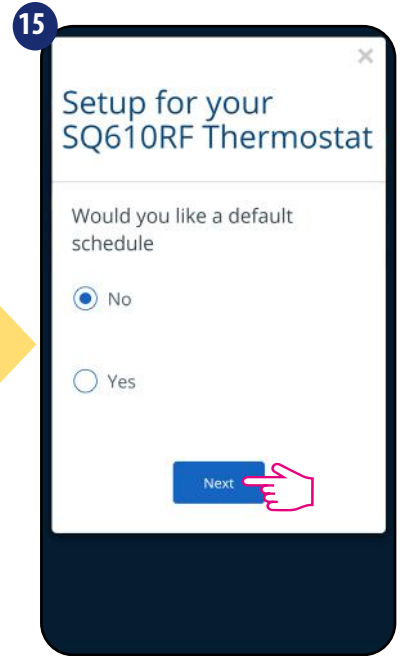 15
Setup for your
SQ610RF Thermostat
Would you like a default
schedule
No
Yes
Next